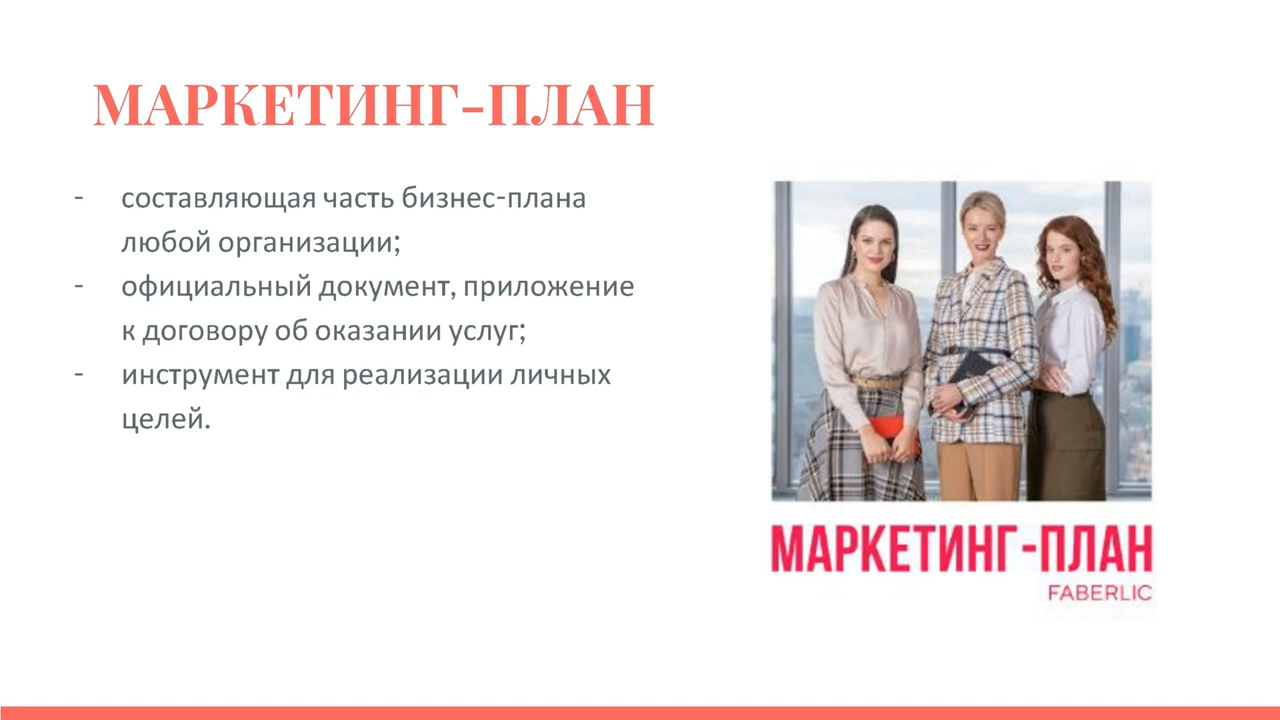 МАРКЕТИНГ-ПЛАН
- составляющая часть бизнес-плана
любой организации;
- официальный документ, приложение
к договору об оказании услуг;
- инструмент для реализации личных
целей.
МАРКЕТИНГ-ПЛАН
FABERLIC